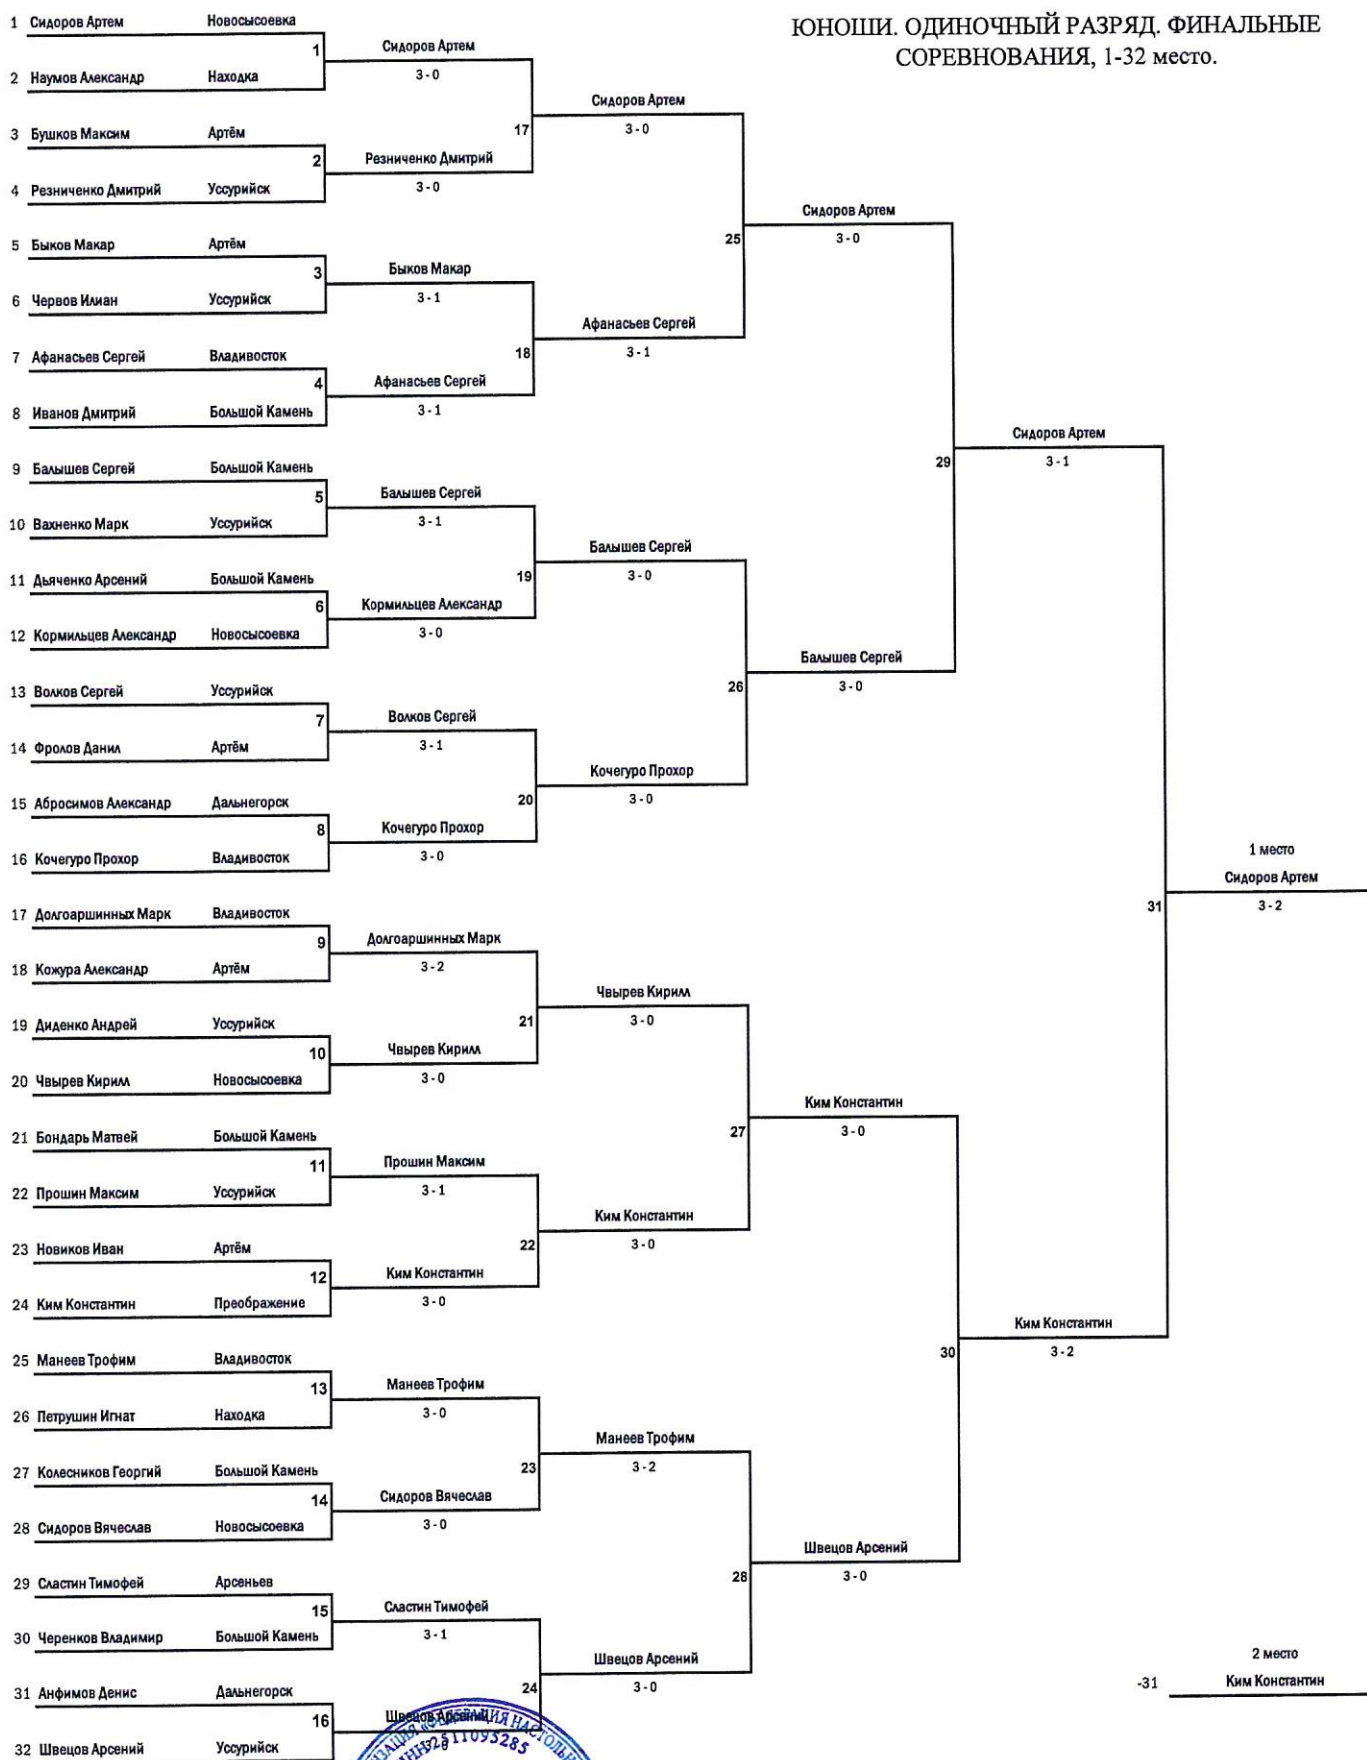 ЮНОШИ. ОДИНОЧНЫЙ РАЗРЯД. ФИНАЛЬНЫЕ
СОРЕВНОВАНИЯ, 1-32 место.
1 Сидоров Артем Новосысоевка
1 Сидоров Артем
3 - 0
2 Наумов Александр Находка
17 Сидоров Артем
3 - 0
3 Бушков Максим Артём
2 Резниченко Дмитрий
3 - 0
4 Резниченко Дмитрий Уссурийск
25 Сидоров Артем
3 - 0
5 Быков Макар Артём
3 Быков Макар
3 - 1
6 Червов Илиан Уссурийск
18 Афанасьев Сергей
3 - 1
7 Афанасьев Сергей Владивосток
4 Афанасьев Сергей
3 - 1
8 Иванов Дмитрий Большой Камень
29 Сидоров Артем
3 - 1
9 Балышев Сергей Большой Камень
5 Балышев Сергей
3 - 1
10 Вахненко Марк Уссурийск
19 Балышев Сергей
3 - 0
11 Дьяченко Арсений Большой Камень
6 Кормильцев Александр
3 - 0
12 Кормильцев Александр Новосысоевка
26 Балышев Сергей
3 - 0
13 Волков Сергей Уссурийск
7 Волков Сергей
3 - 1
14 Фролов Данил Артём
20 Кочегуро Прохор
3 - 0
15 Абросимов Александр Дальнегорск
8 Кочегуро Прохор
3 - 0
16 Кочегуро Прохор Владивосток
1 место
31 Сидоров Артем
3 - 2
17 Долгоаршинных Марк Владивосток
9 Долгоаршинных Марк
3 - 2
18 Кожура Александр Артём
21 Чвырев Кирилл
3 - 0
19 Диденко Андрей Уссурийск
10 Чвырев Кирилл
3 - 0
20 Чвырев Кирилл Новосысоевка
27 Ким Константин
3 - 0
21 Бондарь Матвей Большой Камень
11 Прошин Максим
3 - 1
22 Прошин Максим Уссурийск
22 Ким Константин
3 - 0
23 Новиков Иван Артём
12 Ким Константин
3 - 0
24 Ким Константин Преображение
30 Ким Константин
3 - 2
25 Манеев Трофим Владивосток
13 Манеев Трофим
3 - 0
26 Петрушин Игнат Находка
23 Манеев Трофим
3 - 2
27 Колесников Георгий Большой Камень
14 Сидоров Вячеслав
3 - 0
28 Сидоров Вячеслав Новосысоевка
28 Швецов Арсений
3 - 0
29 Сластин Тимофей Арсеньев
15 Сластин Тимофей
3 - 1
30 Черенков Владимир Большой Камень
24 Швецов Арсений
3 - 0
2 место
-31 Ким Константин
31 Анфимов Денис Дальнегорск
16 Швецов Арсений
3 - 0
32 Швецов Арсений Уссурийск
ИНН 2511095285